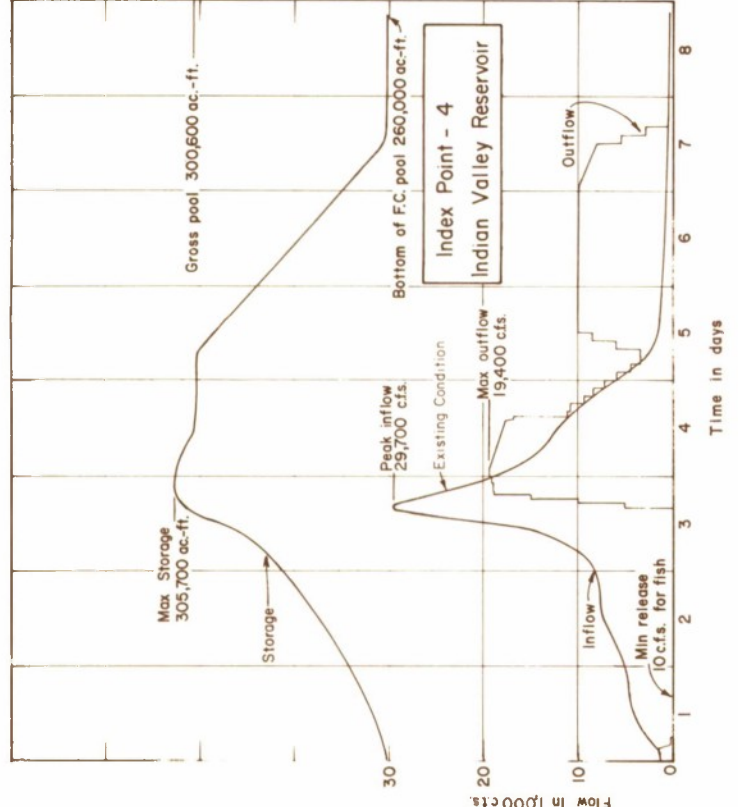 Gross pool 300,600 ac.-ft.
Max Storage
305,700 ac.-ft.
Storage
Bottom of F.C. pool 260,000 ac.-ft.
Index Point - 4
Indian Valley Reservoir
Peak inflow
29,700 c.f.s.
Existing Condition
Max outflow
19,400 c.f.s.
Outflow
Inflow
Min release
10 c.f.s. for fish
30
20
10
0
Flow in 1,000 c.f.s.
1
2
3
4
5
6
7
8
Time in days